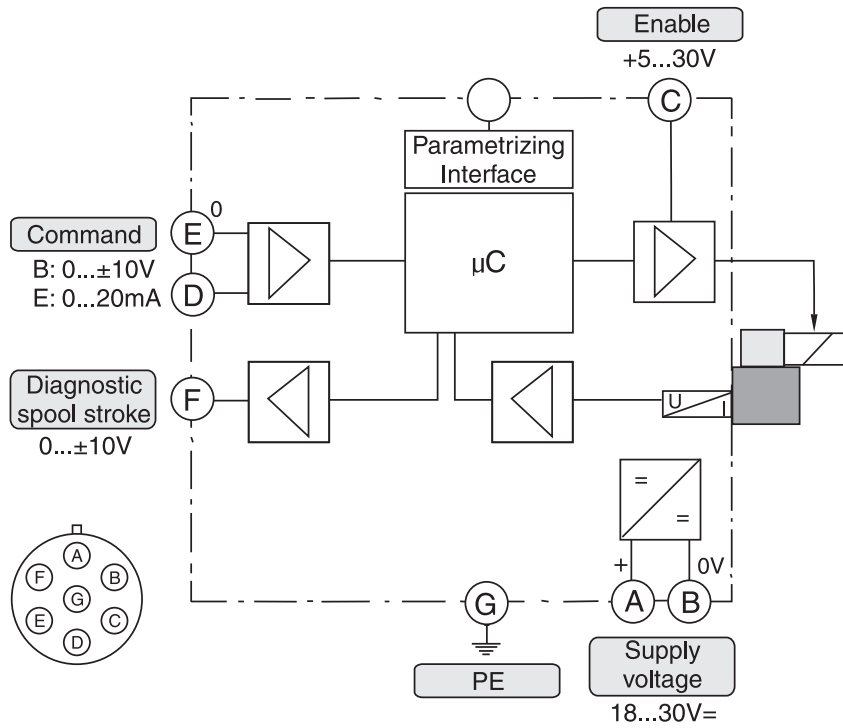 Enable
+5...30V
C
Parametrizing
Interface
0
E
Command
B: 0...±10V
E: 0...20mA
D
µC
Diagnostic
spool stroke
0...±10V
F
U
I
=
=
+
0V
A
F
B
G
E
C
D
G
A
B
PE
Supply
voltage
18...30V=